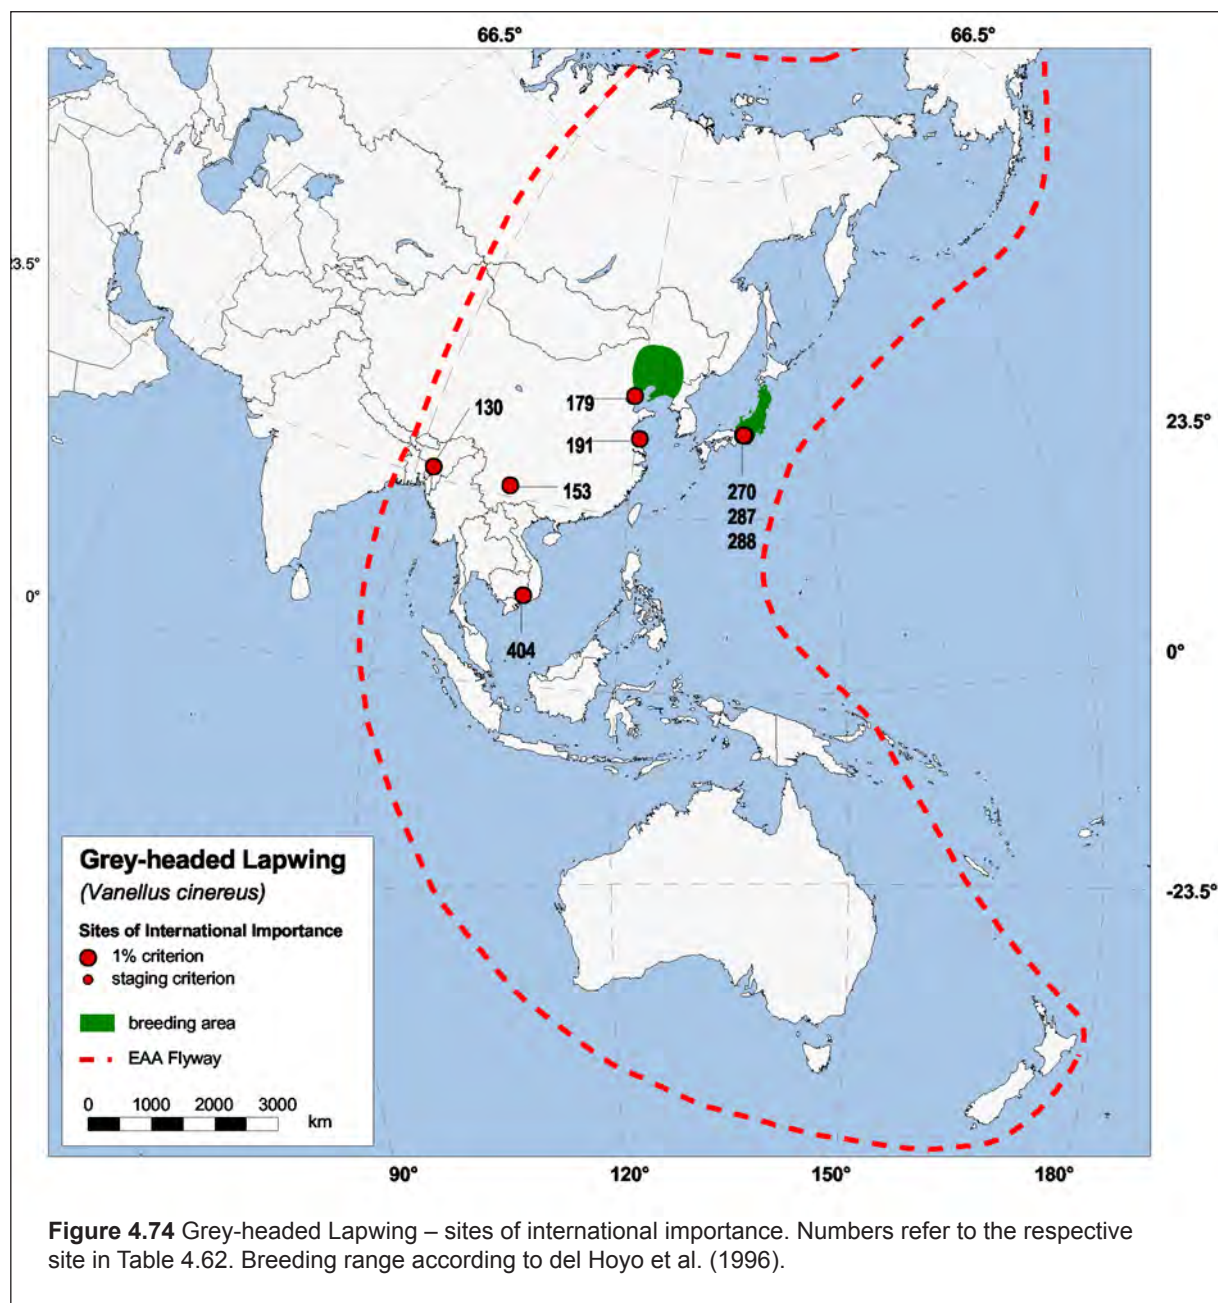 66.5°
66.5°
23.5°
23.5°
130
179
191
153
270
287
288
0°
404
0°
-23.5°
Grey-headed Lapwing
(Vanellus cinereus)
Sites of International Importance
1% criterion
staging criterion
breeding area
EAA Flyway
0 1000 2000 3000
km
90° 120° 150° 180°
Figure 4.74 Grey-headed Lapwing – sites of international importance. Numbers refer to the respective
site in Table 4.62. Breeding range according to del Hoyo et al. (1996).